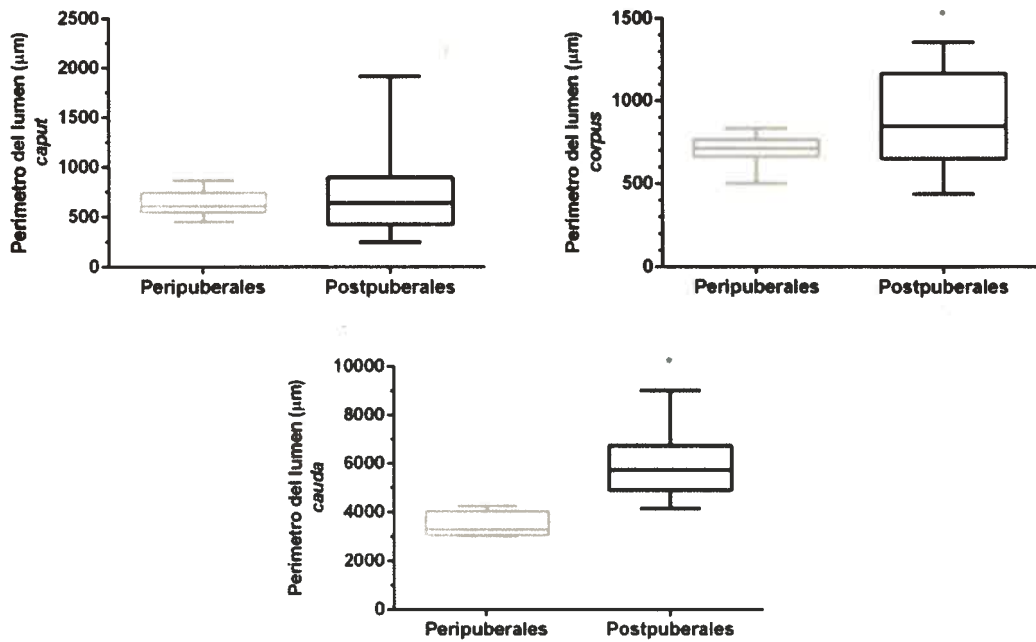 Perimetro del lumen (μm)
caput
2500
2000
1500
1000
500
0
Peripuberales
Postpuberales
Perimetro del lumen (μm)
corpus
1500
1000
500
0
Peripuberales
Postpuberales
*
Perimetro del lumen (μm)
cauda
10000
8000
6000
4000
2000
0
Peripuberales
Postpuberales
*